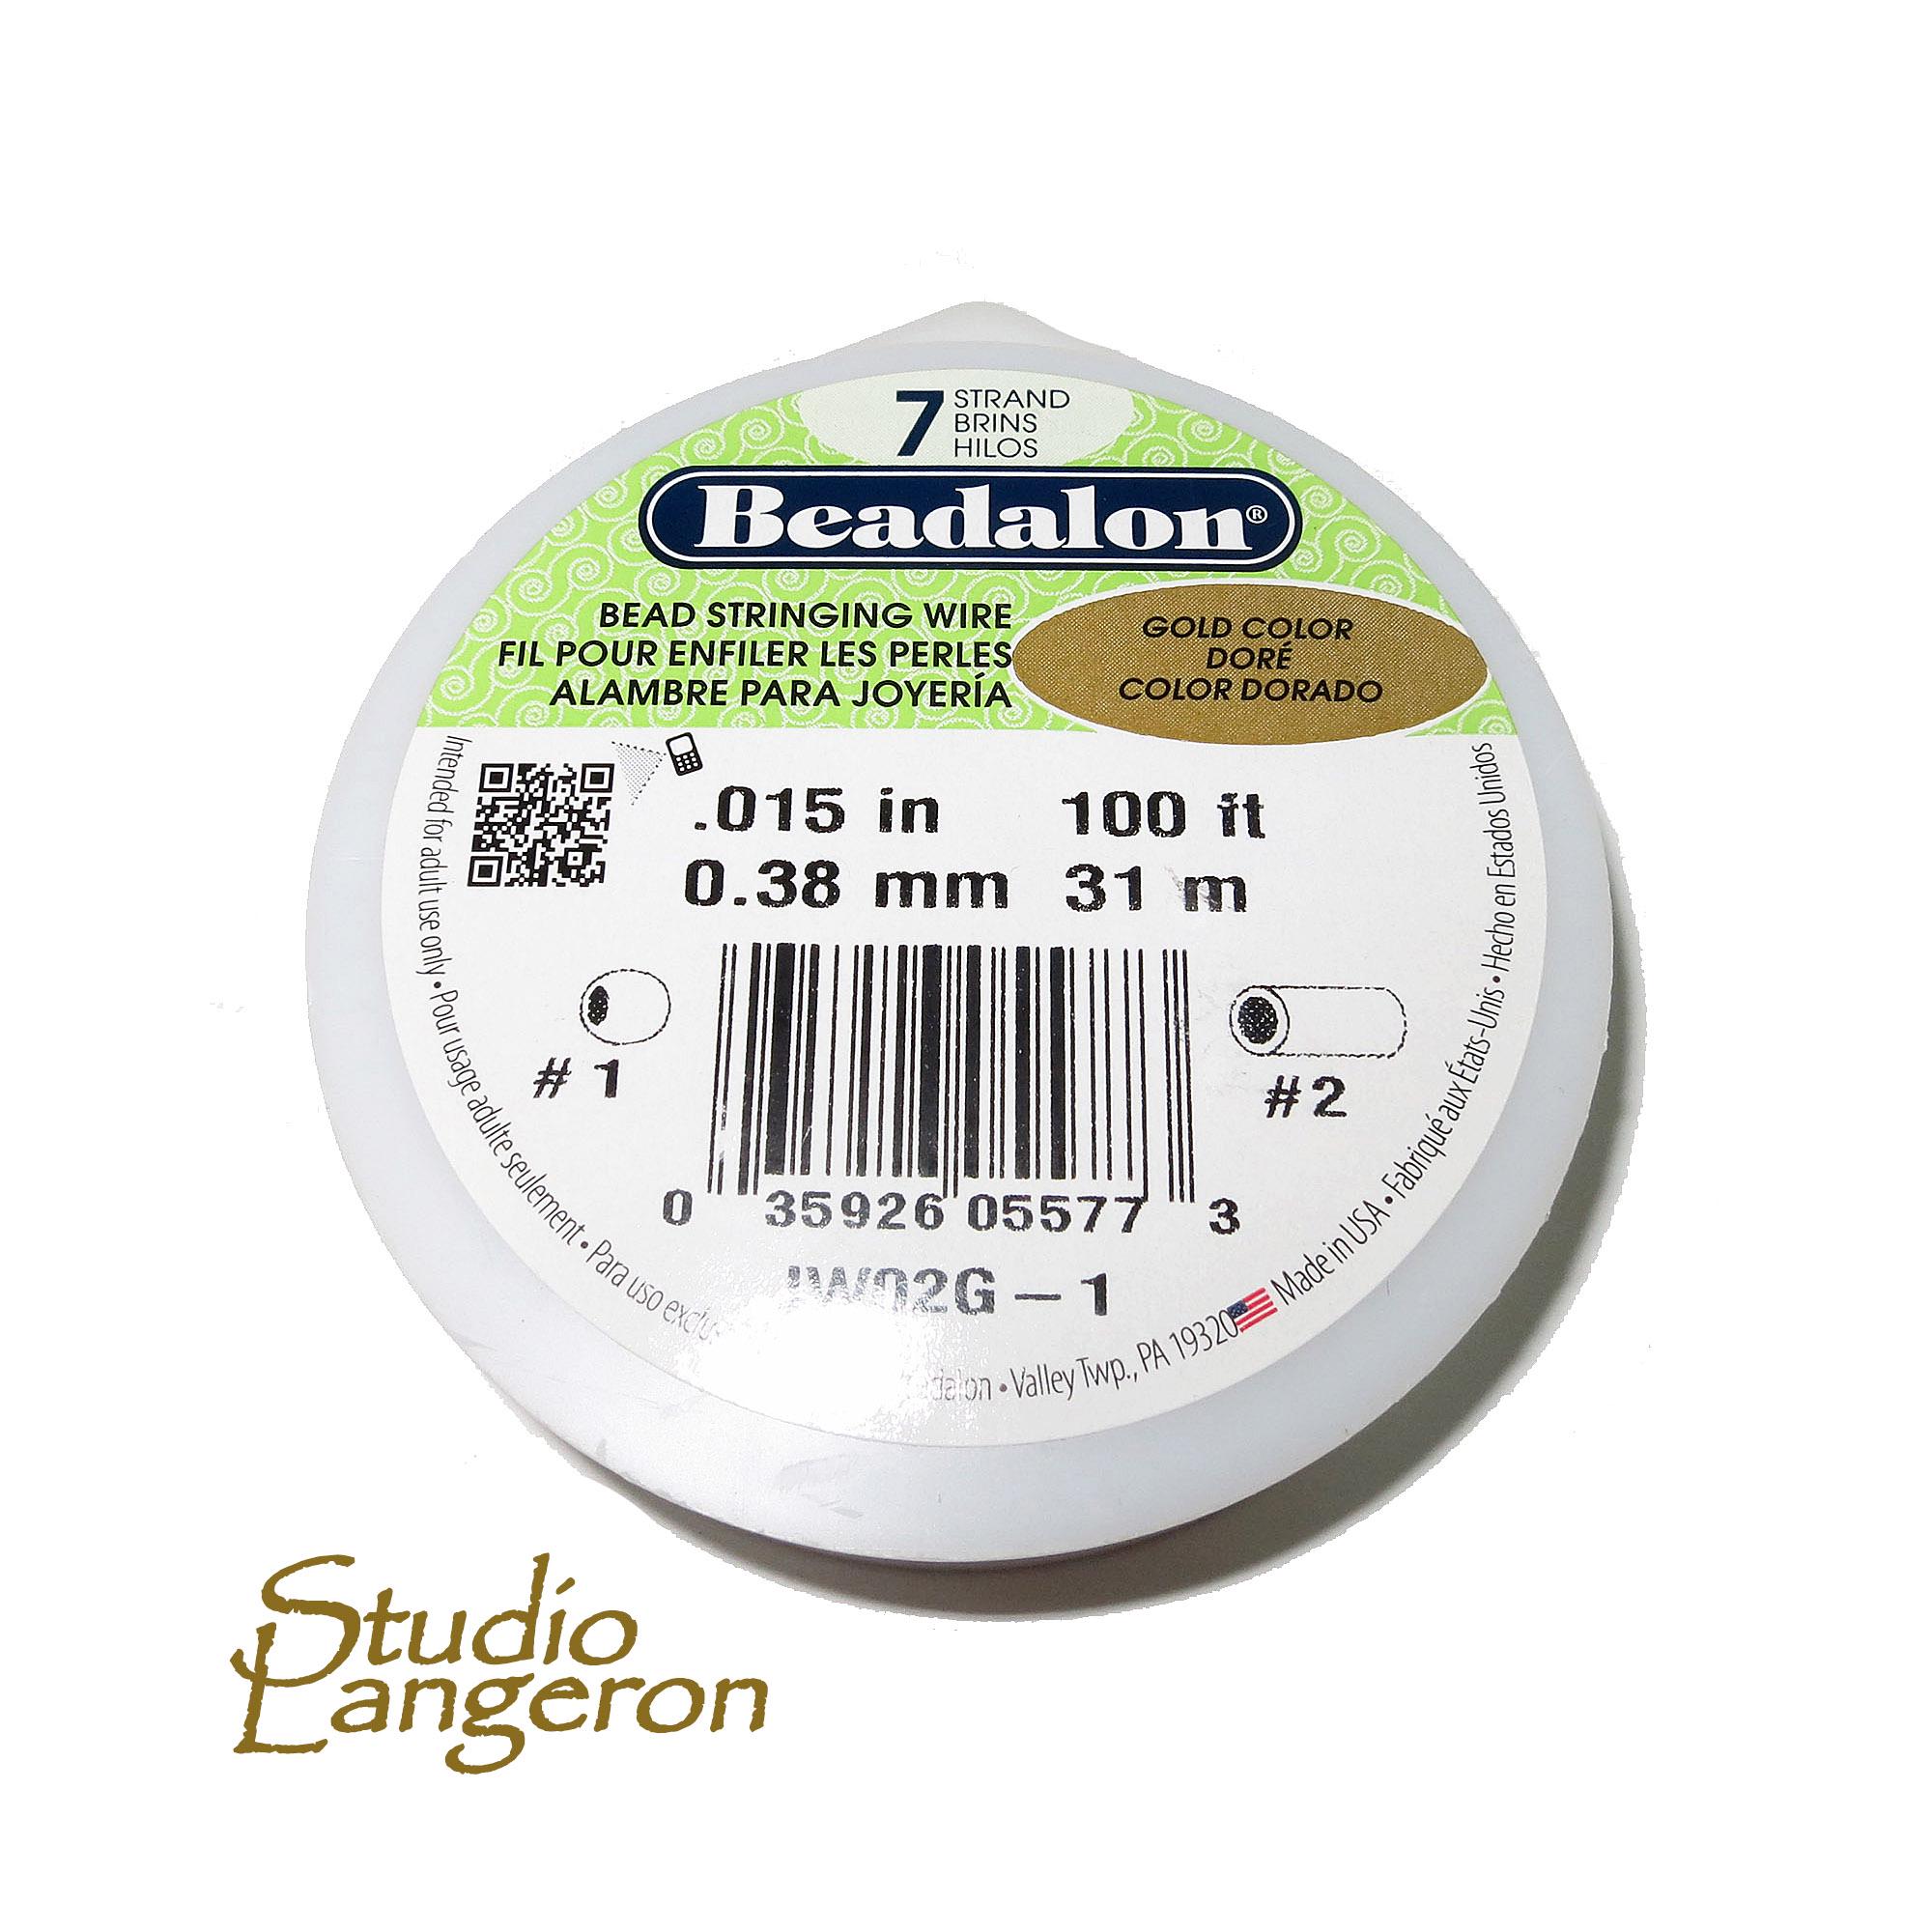 7 STRAND
BRINS
HILOS
Beadalon®
BEAD STRINGING WIRE
FIL POUR ENFILER LES PERLES
ALAMBRE PARA JOYERÍA
GOLD COLOR
DORÉ
COLOR DORADO
.015 in 100 ft
0.38 mm 31 m
#1
#2
0 35926 05577 3
JW02G-1
Intended for adult use only • Pour usage adulte seulement • Para uso
Valley Twp., PA 19320 Made in USA • Fabriqué aux États-Unis • Hecho en Estados Unidos
Studio
Langeron